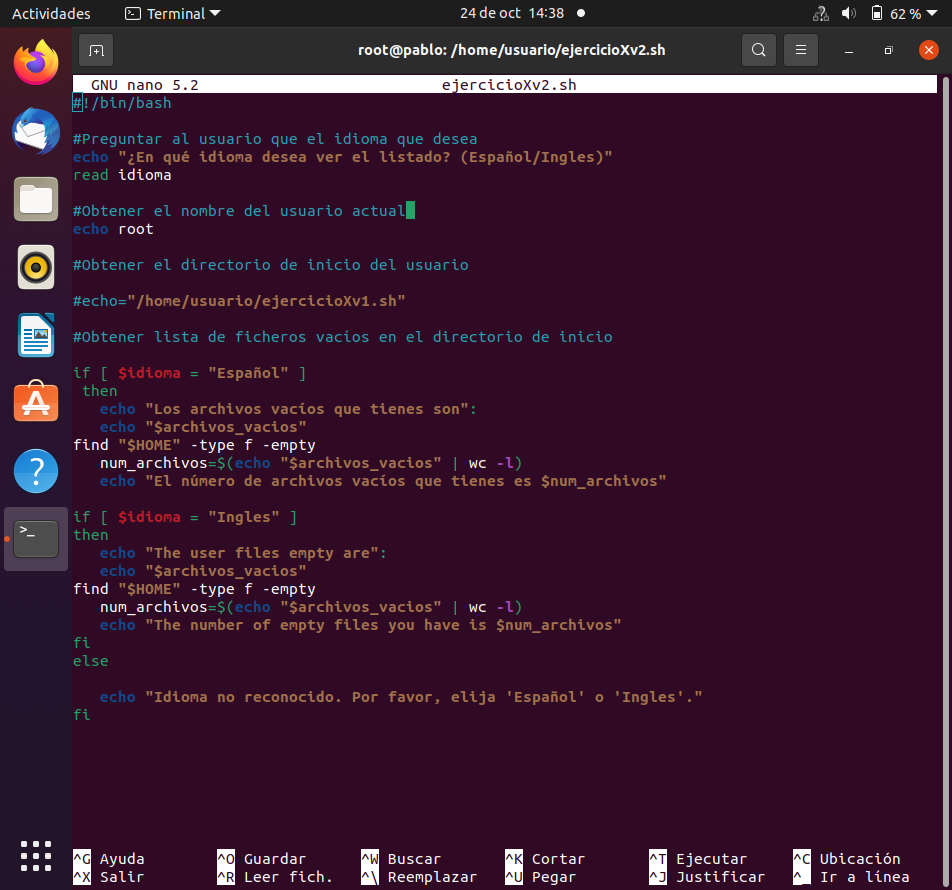 Actividades Terminal 24 de oct 14:38 62 %
root@pablo: /home/usuario/ejercicioXv2.sh
GNU nano 5.2 ejercicioXv2.sh
#!/bin/bash
#Preguntar al usuario que el idioma que desea
echo "¿En qué idioma desea ver el listado? (Español/Ingles)"
read idioma
#Obtener el nombre del usuario actual
echo root
#Obtener el directorio de inicio del usuario
#echo="/home/usuario/ejercicioXv1.sh"
#Obtener lista de ficheros vacíos en el directorio de inicio
if [ $idioma = "Español" ]
then
echo "Los archivos vacíos que tienes son":
echo "$archivos_vacios"
find "$HOME" -type f -empty
num_archivos=$(echo "$archivos_vacios" | wc -l)
echo "El número de archivos vacíos que tienes es $num_archivos"
if [ $idioma = "Ingles" ]
then
echo "The user files empty are":
echo "$archivos_vacios"
find "$HOME" -type f -empty
num_archivos=$(echo "$archivos_vacios" | wc -l)
echo "The number of empty files you have is $num_archivos"
fi
else
echo "Idioma no reconocido. Por favor, elija 'Español' o 'Ingles'."
fi
^G Ayuda ^O Guardar ^W Buscar ^K Cortar ^T Ejecutar ^C Ubicación
^X Salir ^R Leer fich. ^\ Reemplazar ^U Pegar ^J Justificar ^_ Ir a línea